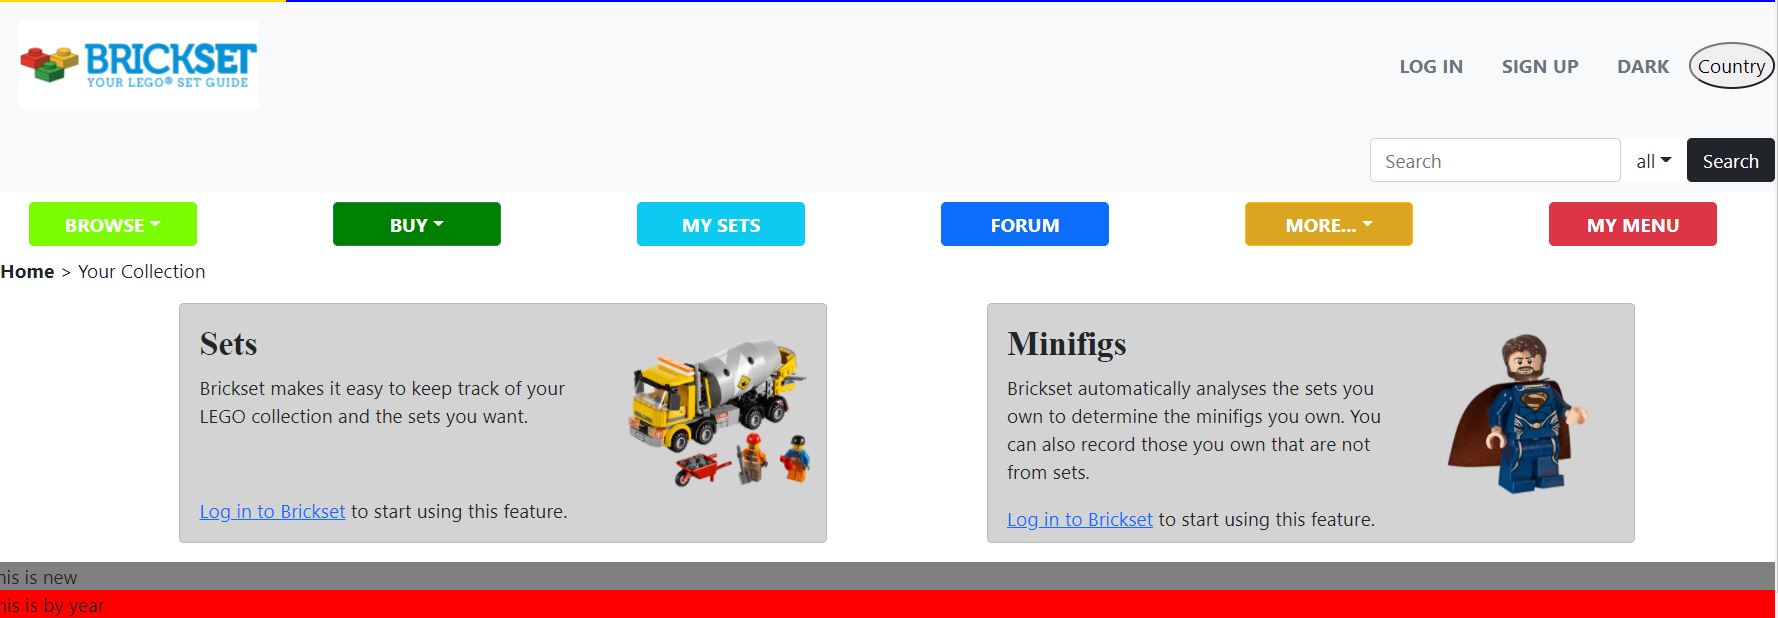 BRICKSET
YOUR LEGO® SET GUIDE
LOG IN
SIGN UP
DARK
Country
Search
all
Search
BROWSE
BUY
MY SETS
FORUM
MORE...
MY MENU
Home > Your Collection
Sets
Brickset makes it easy to keep track of your
LEGO collection and the sets you want.
Log in to Brickset to start using this feature.
Minifigs
Brickset automatically analyses the sets you
own to determine the minifigs you own. You
can also record those you own that are not
from sets.
Log in to Brickset to start using this feature.
his is new
his is by year